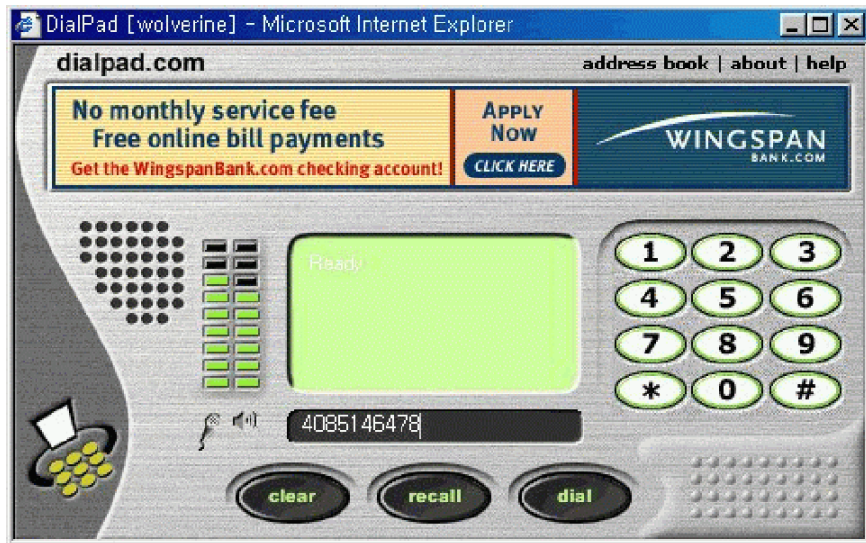 DialPad [wolverine] - Microsoft Internet Explorer
dialpad.com
address book | about | help
No monthly service fee
Free online bill payments
Get the WingspanBank.com checking account!
APPLY
NOW
CLICK HERE
WINGSPAN
BANK.COM
Ready
1 2 3
4 5 6
7 8 9
* 0 #
4085146478
clear recall dial